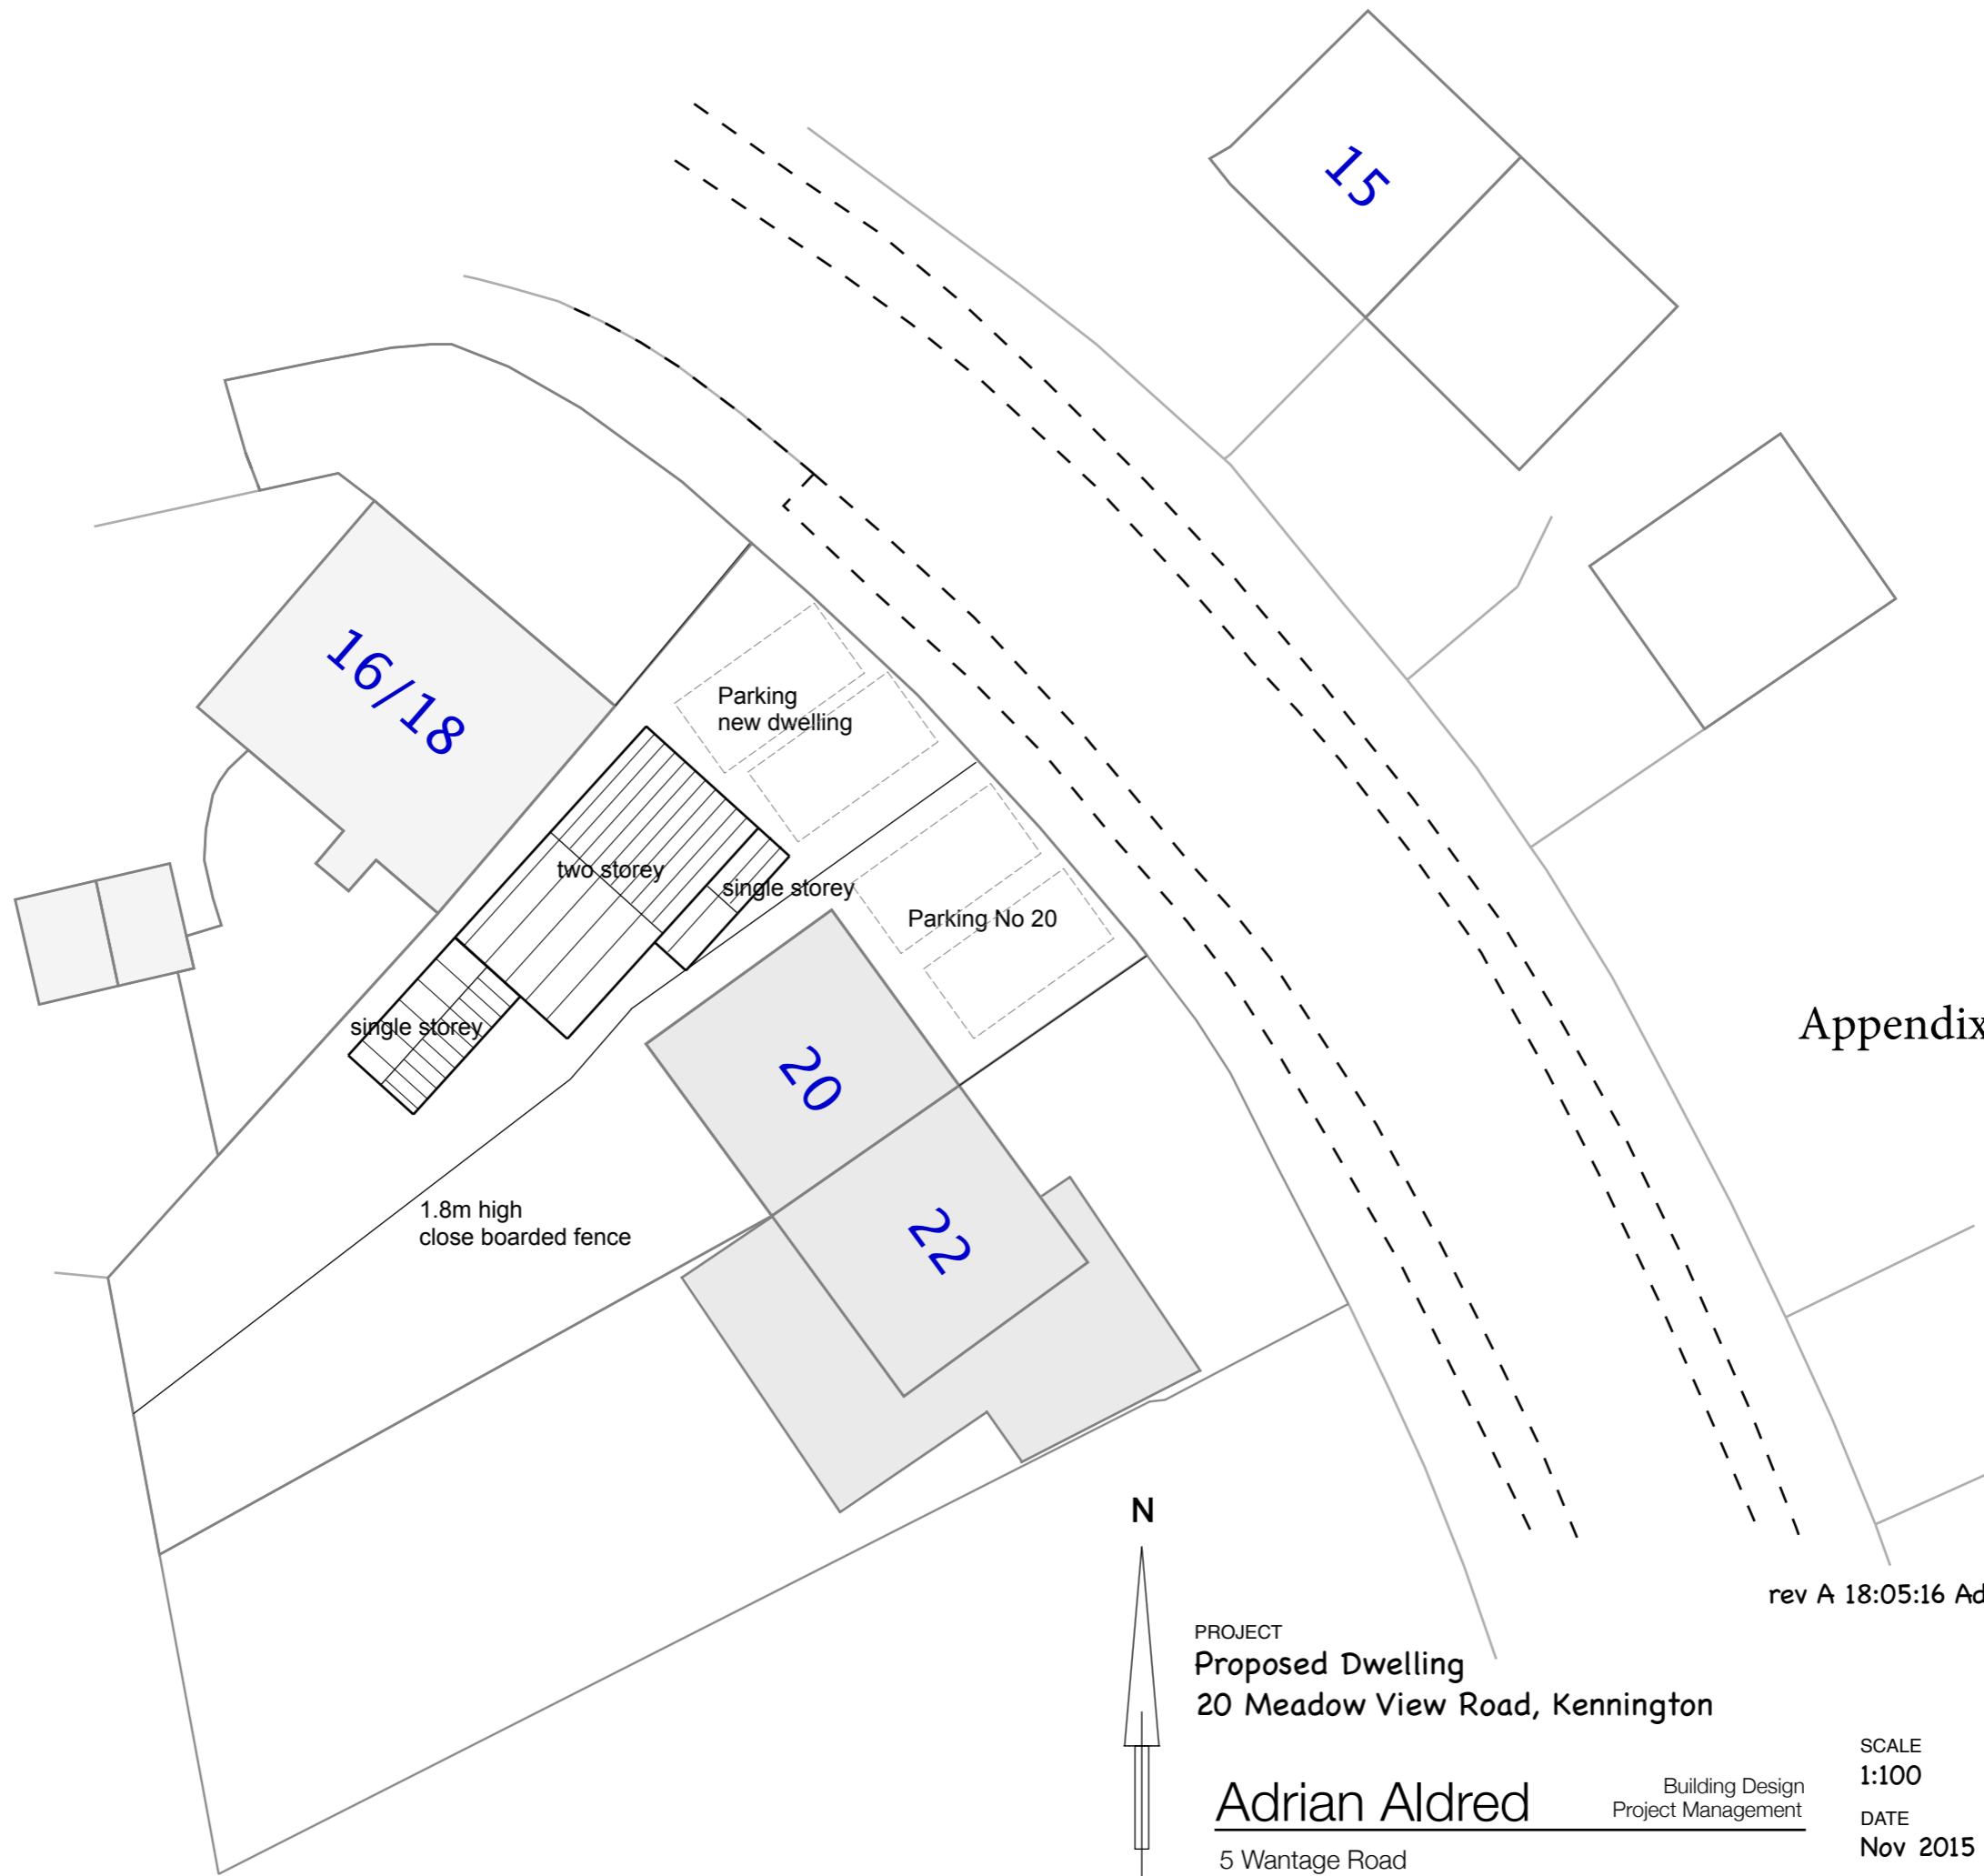 15
16/18
Parking
new dwelling
two storey
single storey
Parking No 20
single storey
20
22
1.8m high
close boarded fence
Appendix
N
rev A 18:05:16 Ad
PROJECT
Proposed Dwelling
20 Meadow View Road, Kennington
SCALE
1:100
Adrian Aldred
Building Design
Project Management
DATE
Nov 2015
5 Wantage Road